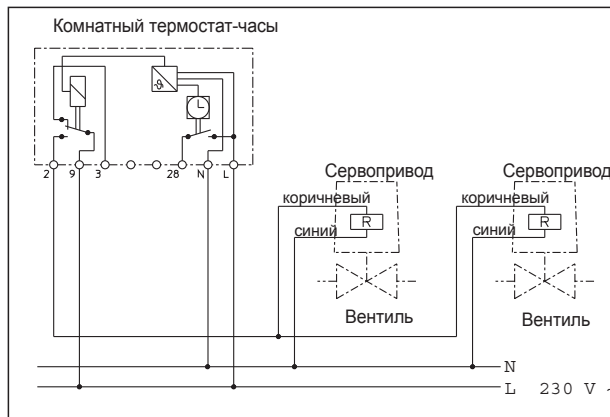 Комнатный термостат-часы
ϑ
2 9 3 28 N L
Сервопривод Сервопривод
коричневый коричневый
R R
синий синий
Вентиль Вентиль
N
L 230 V ~